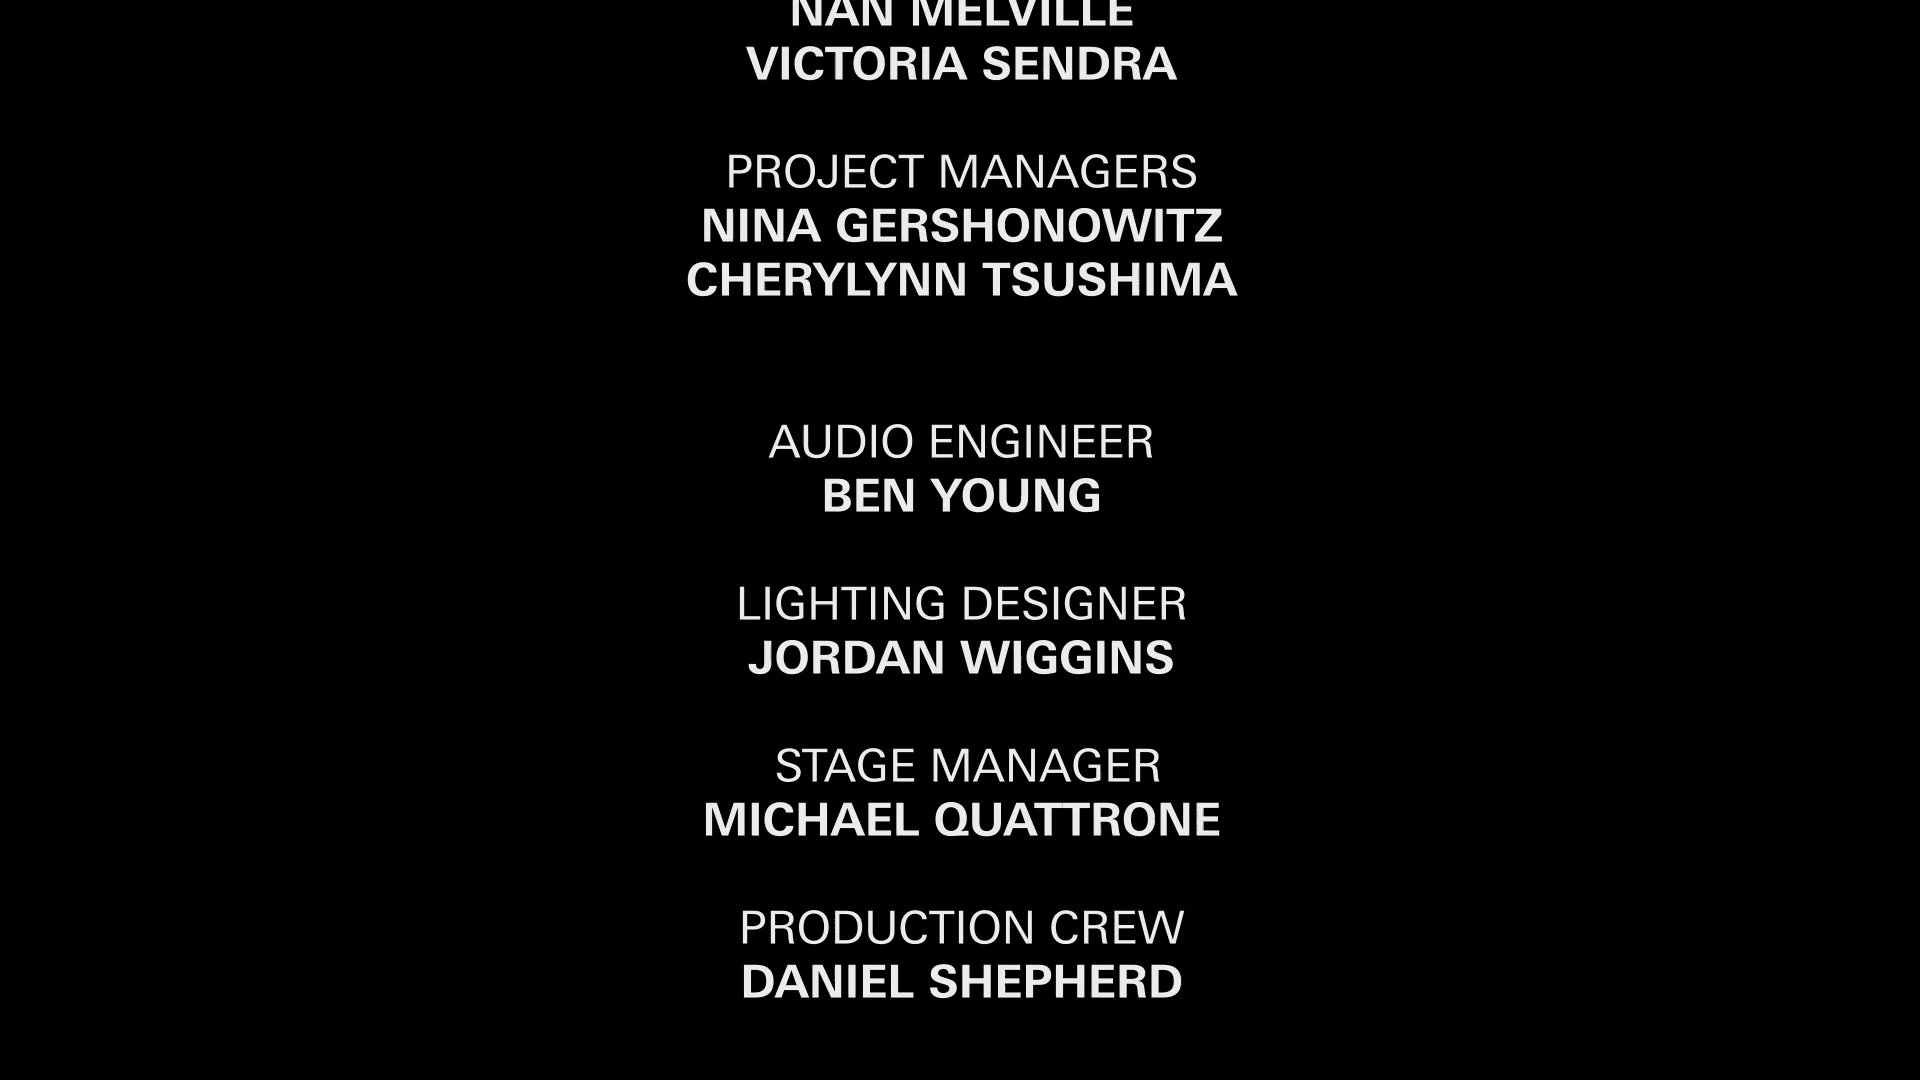 NAN MELVILLE
VICTORIA SENDRA
PROJECT MANAGERS
NINA GERSHONOWITZ
CHERYLYNN TSUSHIMA
AUDIO ENGINEER
BEN YOUNG
LIGHTING DESIGNER
JORDAN WIGGINS
STAGE MANAGER
MICHAEL QUATTRONE
PRODUCTION CREW
DANIEL SHEPHERD